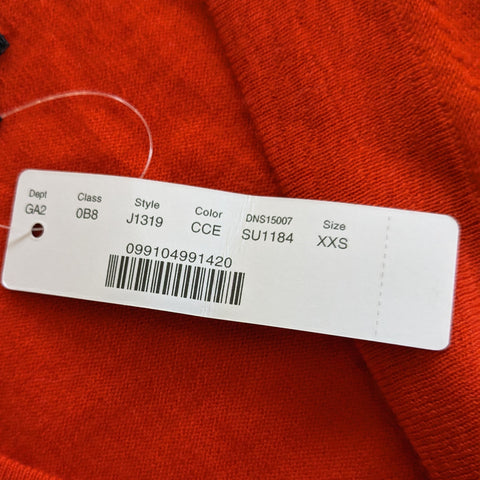 Dept Class Style Color DNS15007 Size
GA2 0B8 J1319 CCE SU1184 XXS
099104991420